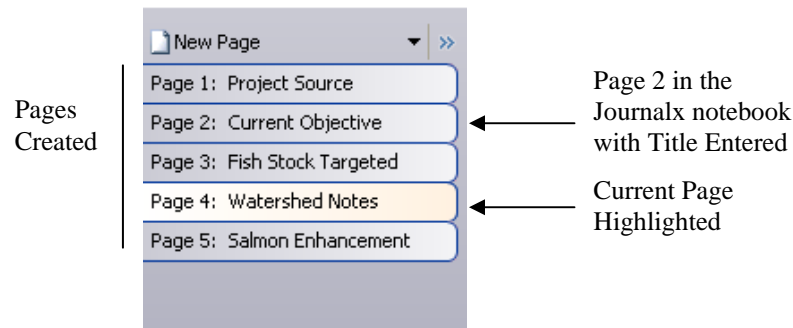 New Page
Page 1: Project Source
Page 2: Current Objective
Page 3: Fish Stock Targeted
Page 4: Watershed Notes
Page 5: Salmon Enhancement
Pages
Created
Page 2 in the
Journalx notebook
with Title Entered
Current Page
Highlighted